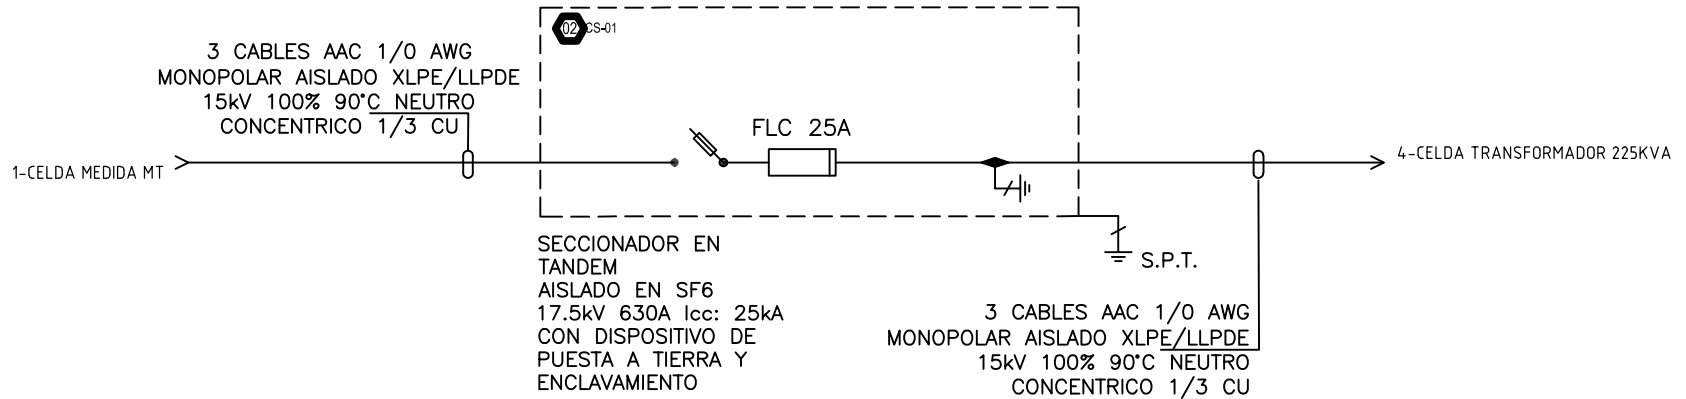 02 CS-01
3 CABLES AAC 1/0 AWG
MONOPOLAR AISLADO XLPE/LLPDE
15kV 100% 90°C NEUTRO
CONCENTRICO 1/3 CU
FLC 25A
1-CELDA MEDIDA MT
4-CELDA TRANSFORMADOR 225KVA
SECCIONADOR EN
TANDEM
AISLADO EN SF6
17.5kV 630A Icc: 25kA
CON DISPOSITIVO DE
PUESTA A TIERRA Y
ENCLAVAMIENTO
S.P.T.
3 CABLES AAC 1/0 AWG
MONOPOLAR AISLADO XLPE/LLPDE
15kV 100% 90°C NEUTRO
CONCENTRICO 1/3 CU